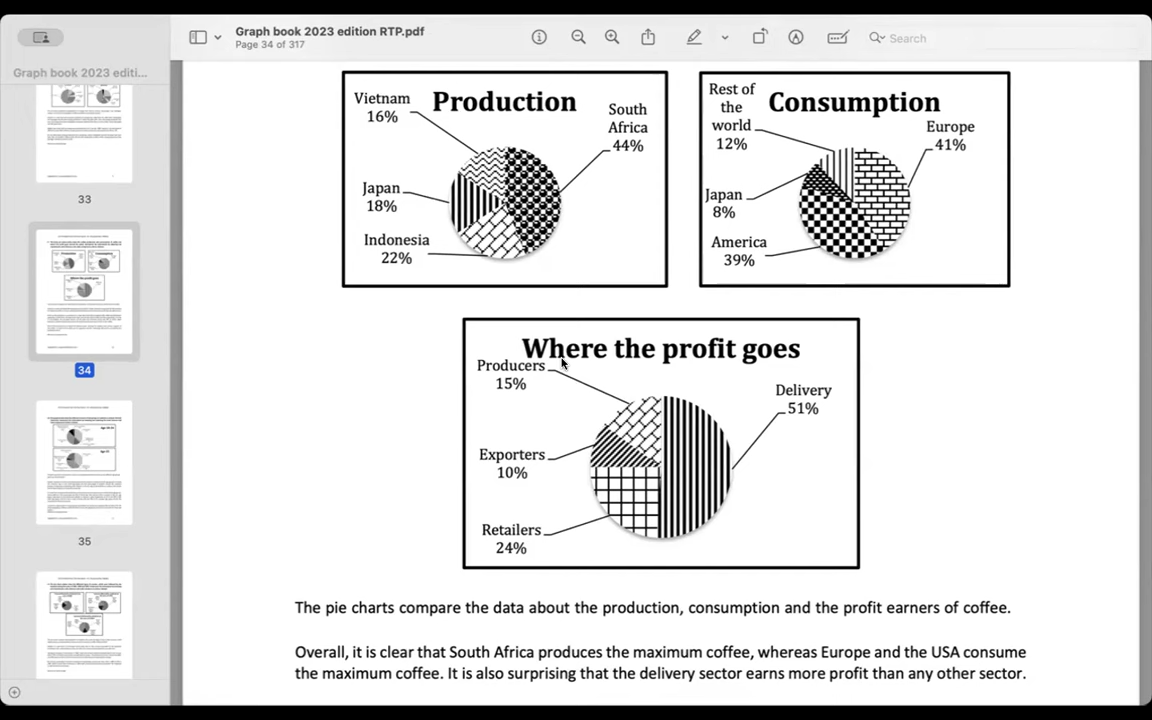 Graph book 2023 edition RTP.pdf
Page 34 of 317
Search
Graph book 2023 editi...
33
34
35
Production
Vietnam
16%
South
Africa
44%
Japan
18%
Indonesia
22%
Consumption
Rest of
the
world
12%
Europe
41%
Japan
8%
America
39%
Where the profit goes
Producers
15%
Delivery
51%
Exporters
10%
Retailers
24%
The pie charts compare the data about the production, consumption and the profit earners of coffee.
Overall, it is clear that South Africa produces the maximum coffee, whereas Europe and the USA consume
the maximum coffee. It is also surprising that the delivery sector earns more profit than any other sector.